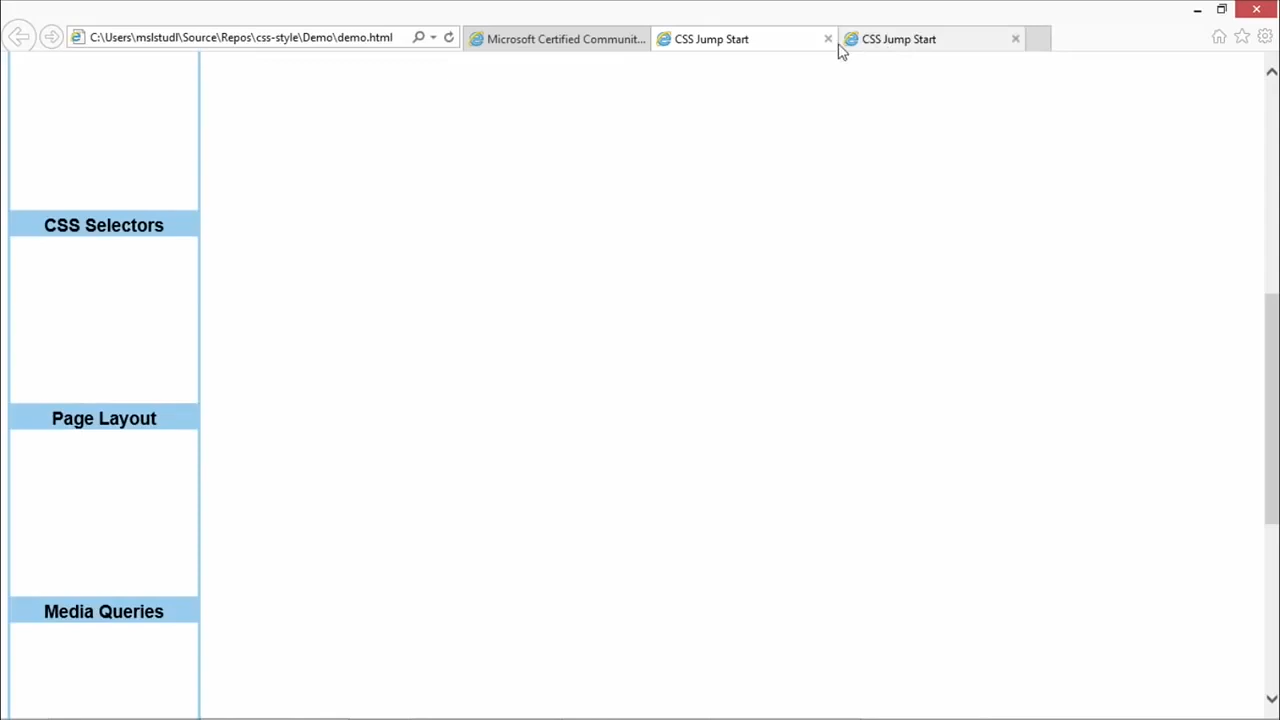 C:\Users\mslstudl\Source\Repos\css-style\Demo\demo.html
Microsoft Certified Communit...
CSS Jump Start
CSS Jump Start
CSS Selectors
Page Layout
Media Queries